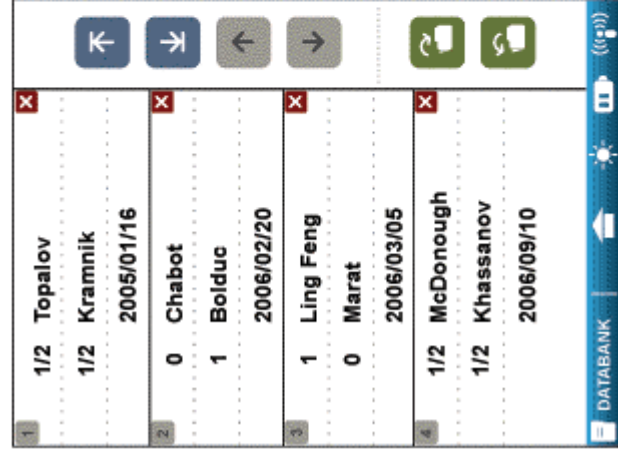 1
1/2 Topalov
1/2 Kramnik
2005/01/16
2
0 Chabot
1 Bolduc
2006/02/20
3
1 Ling Feng
0 Marat
2006/03/05
4
1/2 McDonough
1/2 Khassanov
2006/09/10
DATABANK